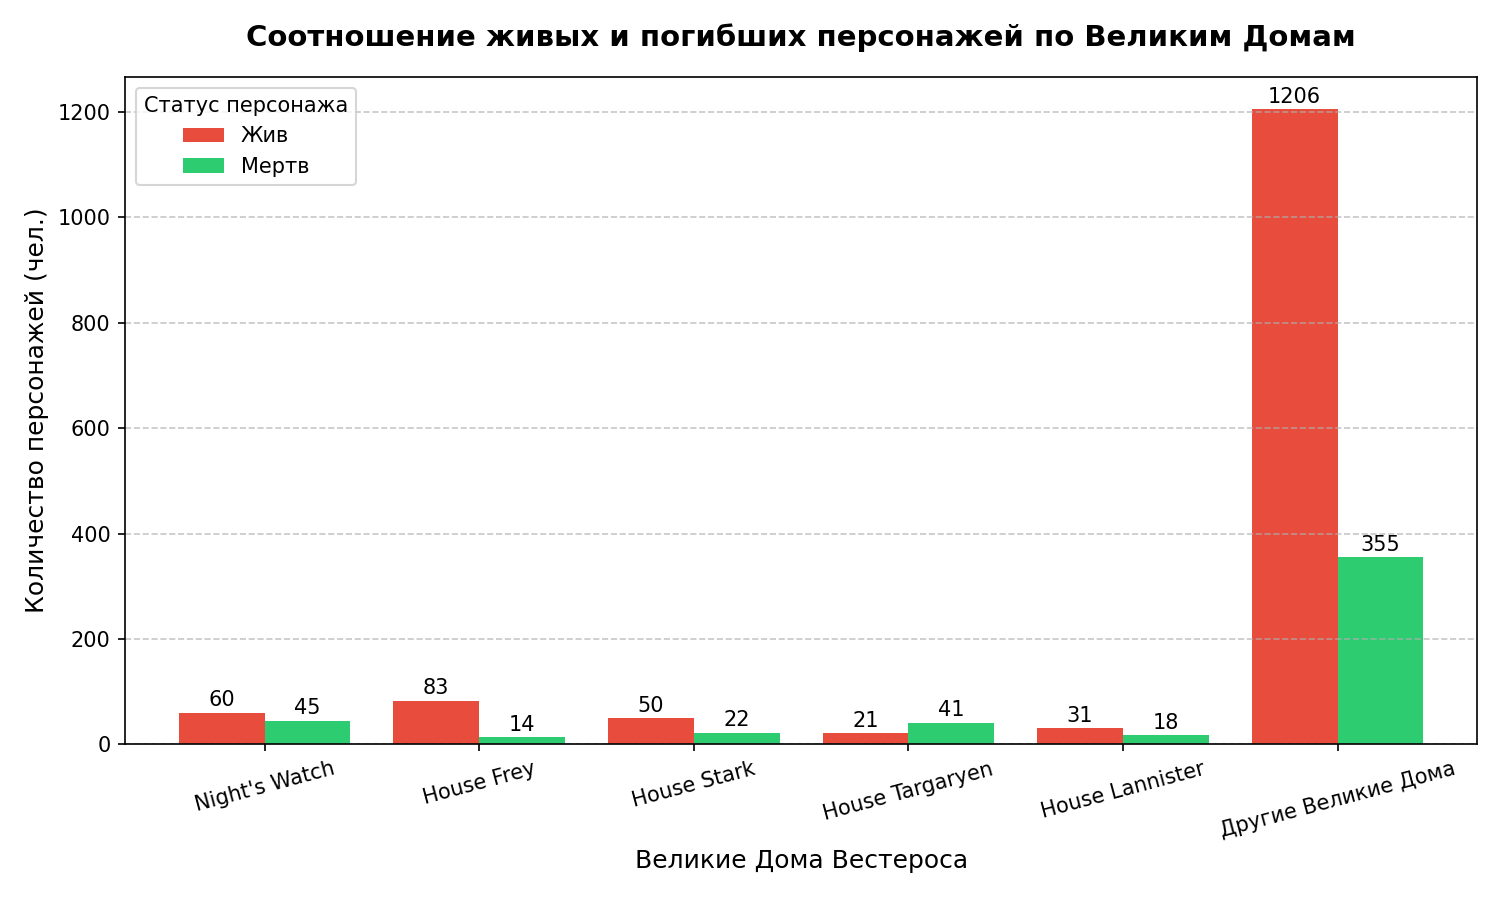 Соотношение живых и погибших персонажей по Великим Домам
Статус персонажа
Жив
Мертв
Количество персонажей (чел.)
1200
1000
800
600
400
200
0
60
45
83
14
50
22
21
41
31
18
1206
355
Night's Watch
House Frey
House Stark
House Targaryen
House Lannister
Другие Великие Дома
Великие Дома Вестероса